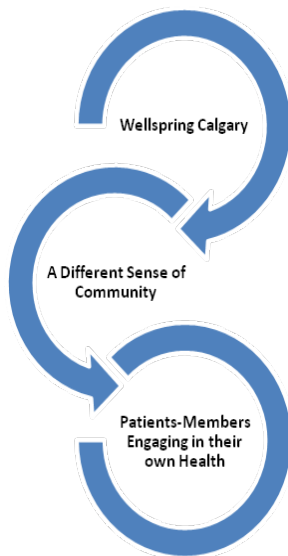 Wellspring Calgary
A Different Sense of
Community
Patients-Members
Engaging in their
own Health